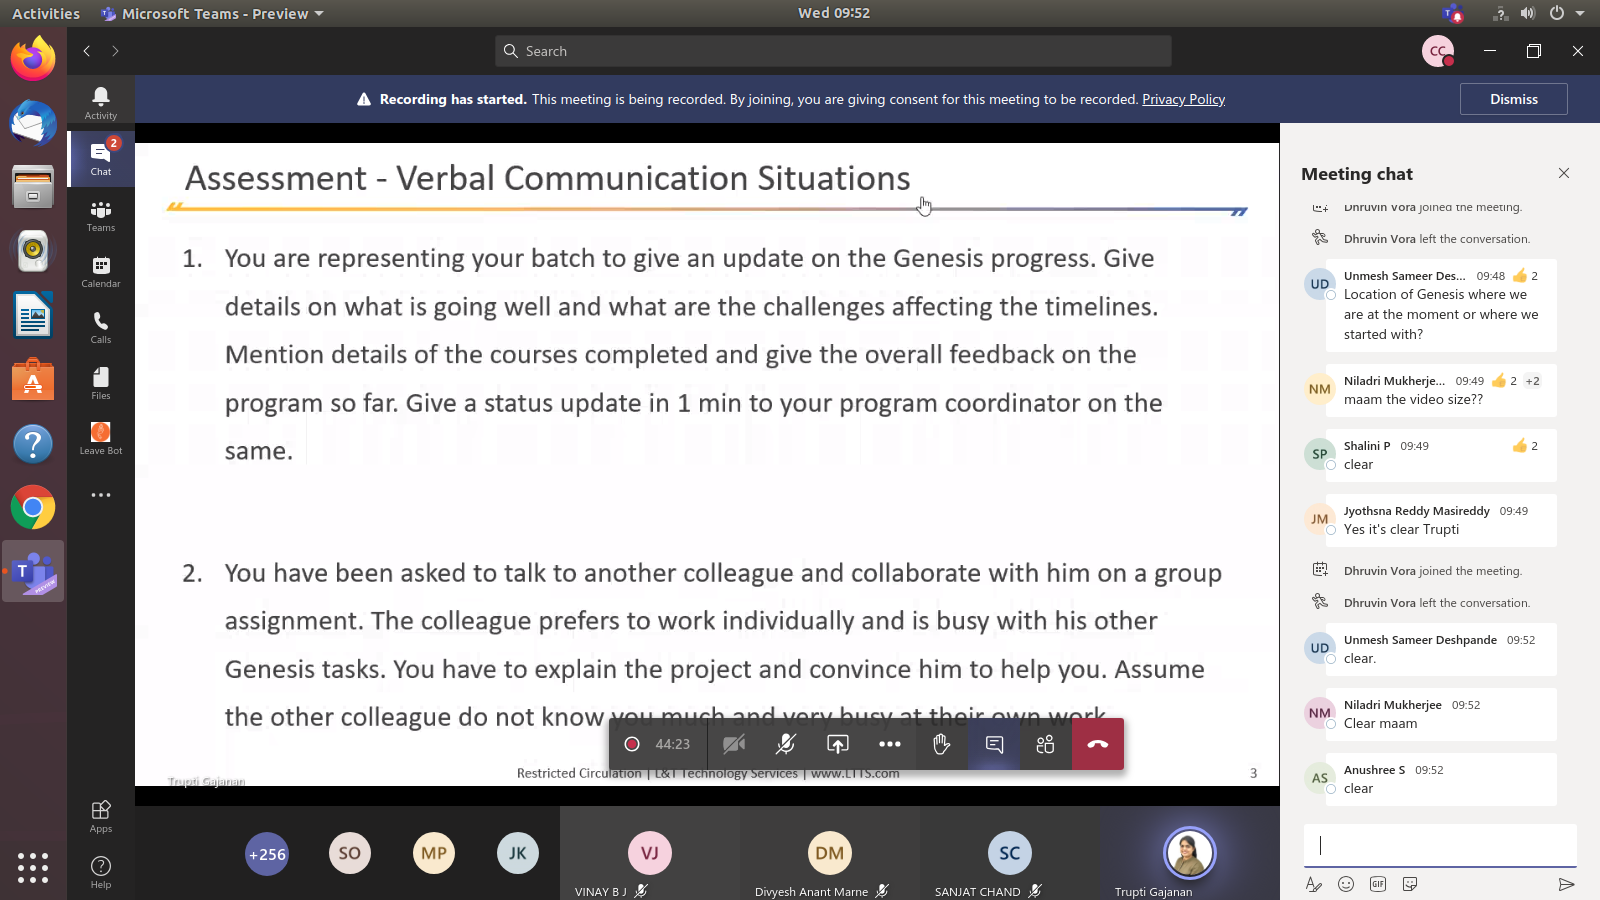 Activities
Microsoft Teams - Preview
Wed 09:52
Search
CC
Recording has started. This meeting is being recorded. By joining, you are giving consent for this meeting to be recorded. Privacy Policy
Dismiss
Activity
2
Chat
Teams
Calendar
Calls
Files
Leave Bot
Apps
Help
Assessment - Verbal Communication Situations
1. You are representing your batch to give an update on the Genesis progress. Give
details on what is going well and what are the challenges affecting the timelines.
Mention details of the courses completed and give the overall feedback on the
program so far. Give a status update in 1 min to your program coordinator on the
same.
2. You have been asked to talk to another colleague and collaborate with him on a group
assignment. The colleague prefers to work individually and is busy with his other
Genesis tasks. You have to explain the project and convince him to help you. Assume
the other colleague do not know you much and very busy at their own work
44:23
Trupti Gajanan
Restricted Circulation | L&T Technology Services | www.LTTS.com
3
+256
SO
MP
JK
VJ
VINAY B J
DM
Divyesh Anant Marne
SC
SANJAT CHAND
Trupti Gajanan
Meeting chat
Dhruvin Vora joined the meeting.
Dhruvin Vora left the conversation.
UD
Unmesh Sameer Des... 09:48 2
Location of Genesis where we
are at the moment or where we
started with?
NM
Niladri Mukherje... 09:49 2 +2
maam the video size??
SP
Shalini P 09:49 2
clear
JM
Jyothsna Reddy Masireddy 09:49
Yes it's clear Trupti
Dhruvin Vora joined the meeting.
Dhruvin Vora left the conversation.
UD
Unmesh Sameer Deshpande 09:52
clear.
NM
Niladri Mukherjee 09:52
Clear maam
AS
Anushree S 09:52
clear
GIF